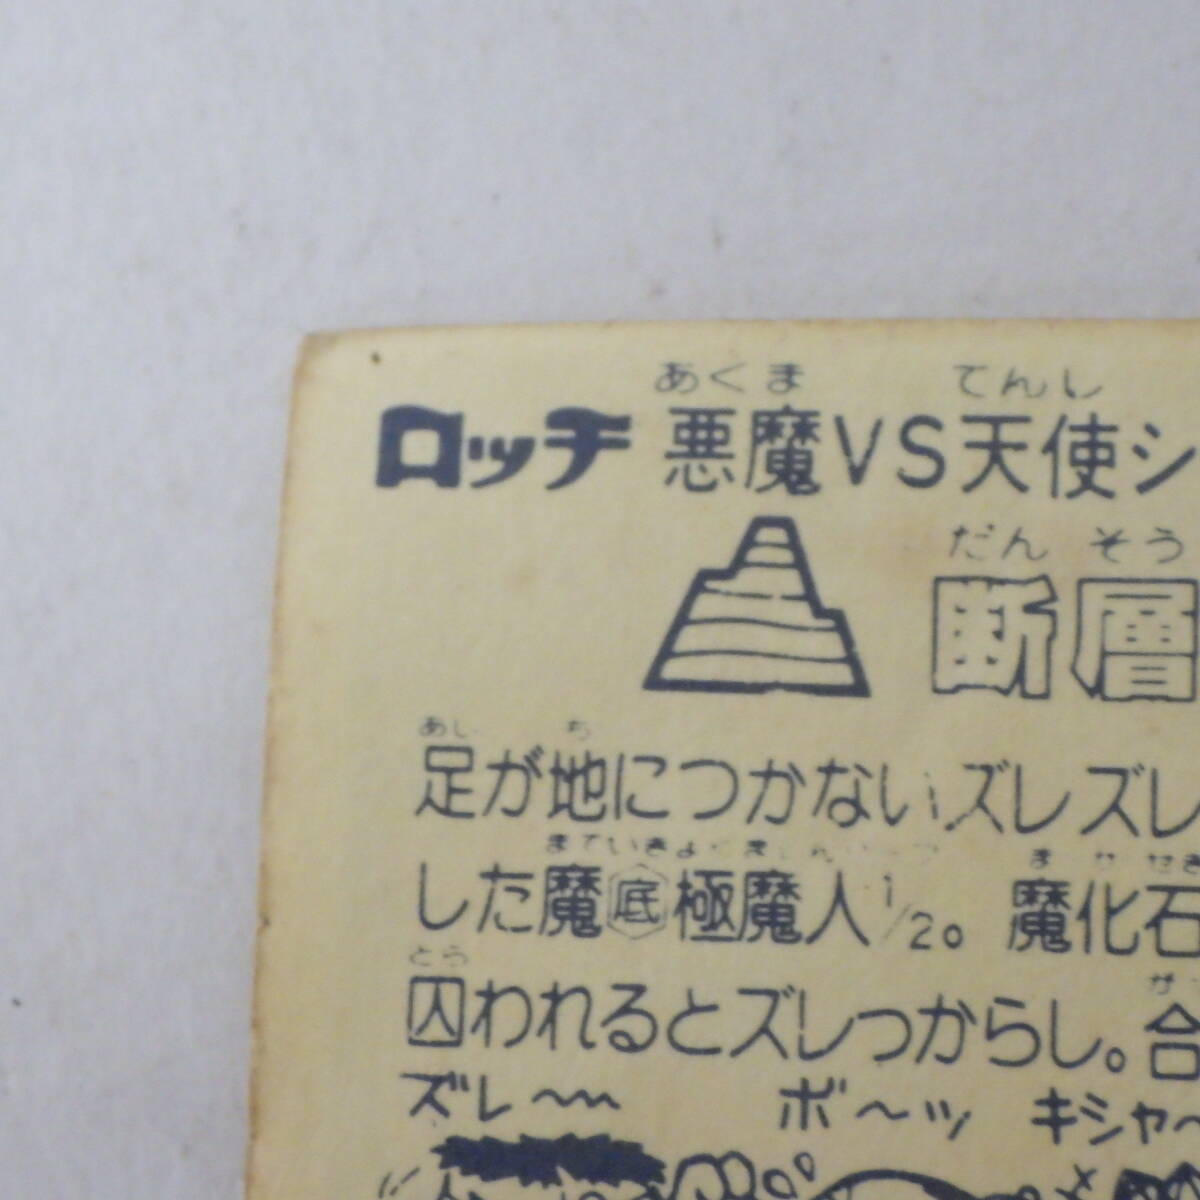 あくま てんし
ロッチ 悪魔VS天使シ
だん そう
断層
あし ち
足が地につかないズレズレ
した魔底極魔人1/2。魔化石
とう
囚われるとズレつからし。合
ズレ〜〜 ボ〜ッ キシャ〜